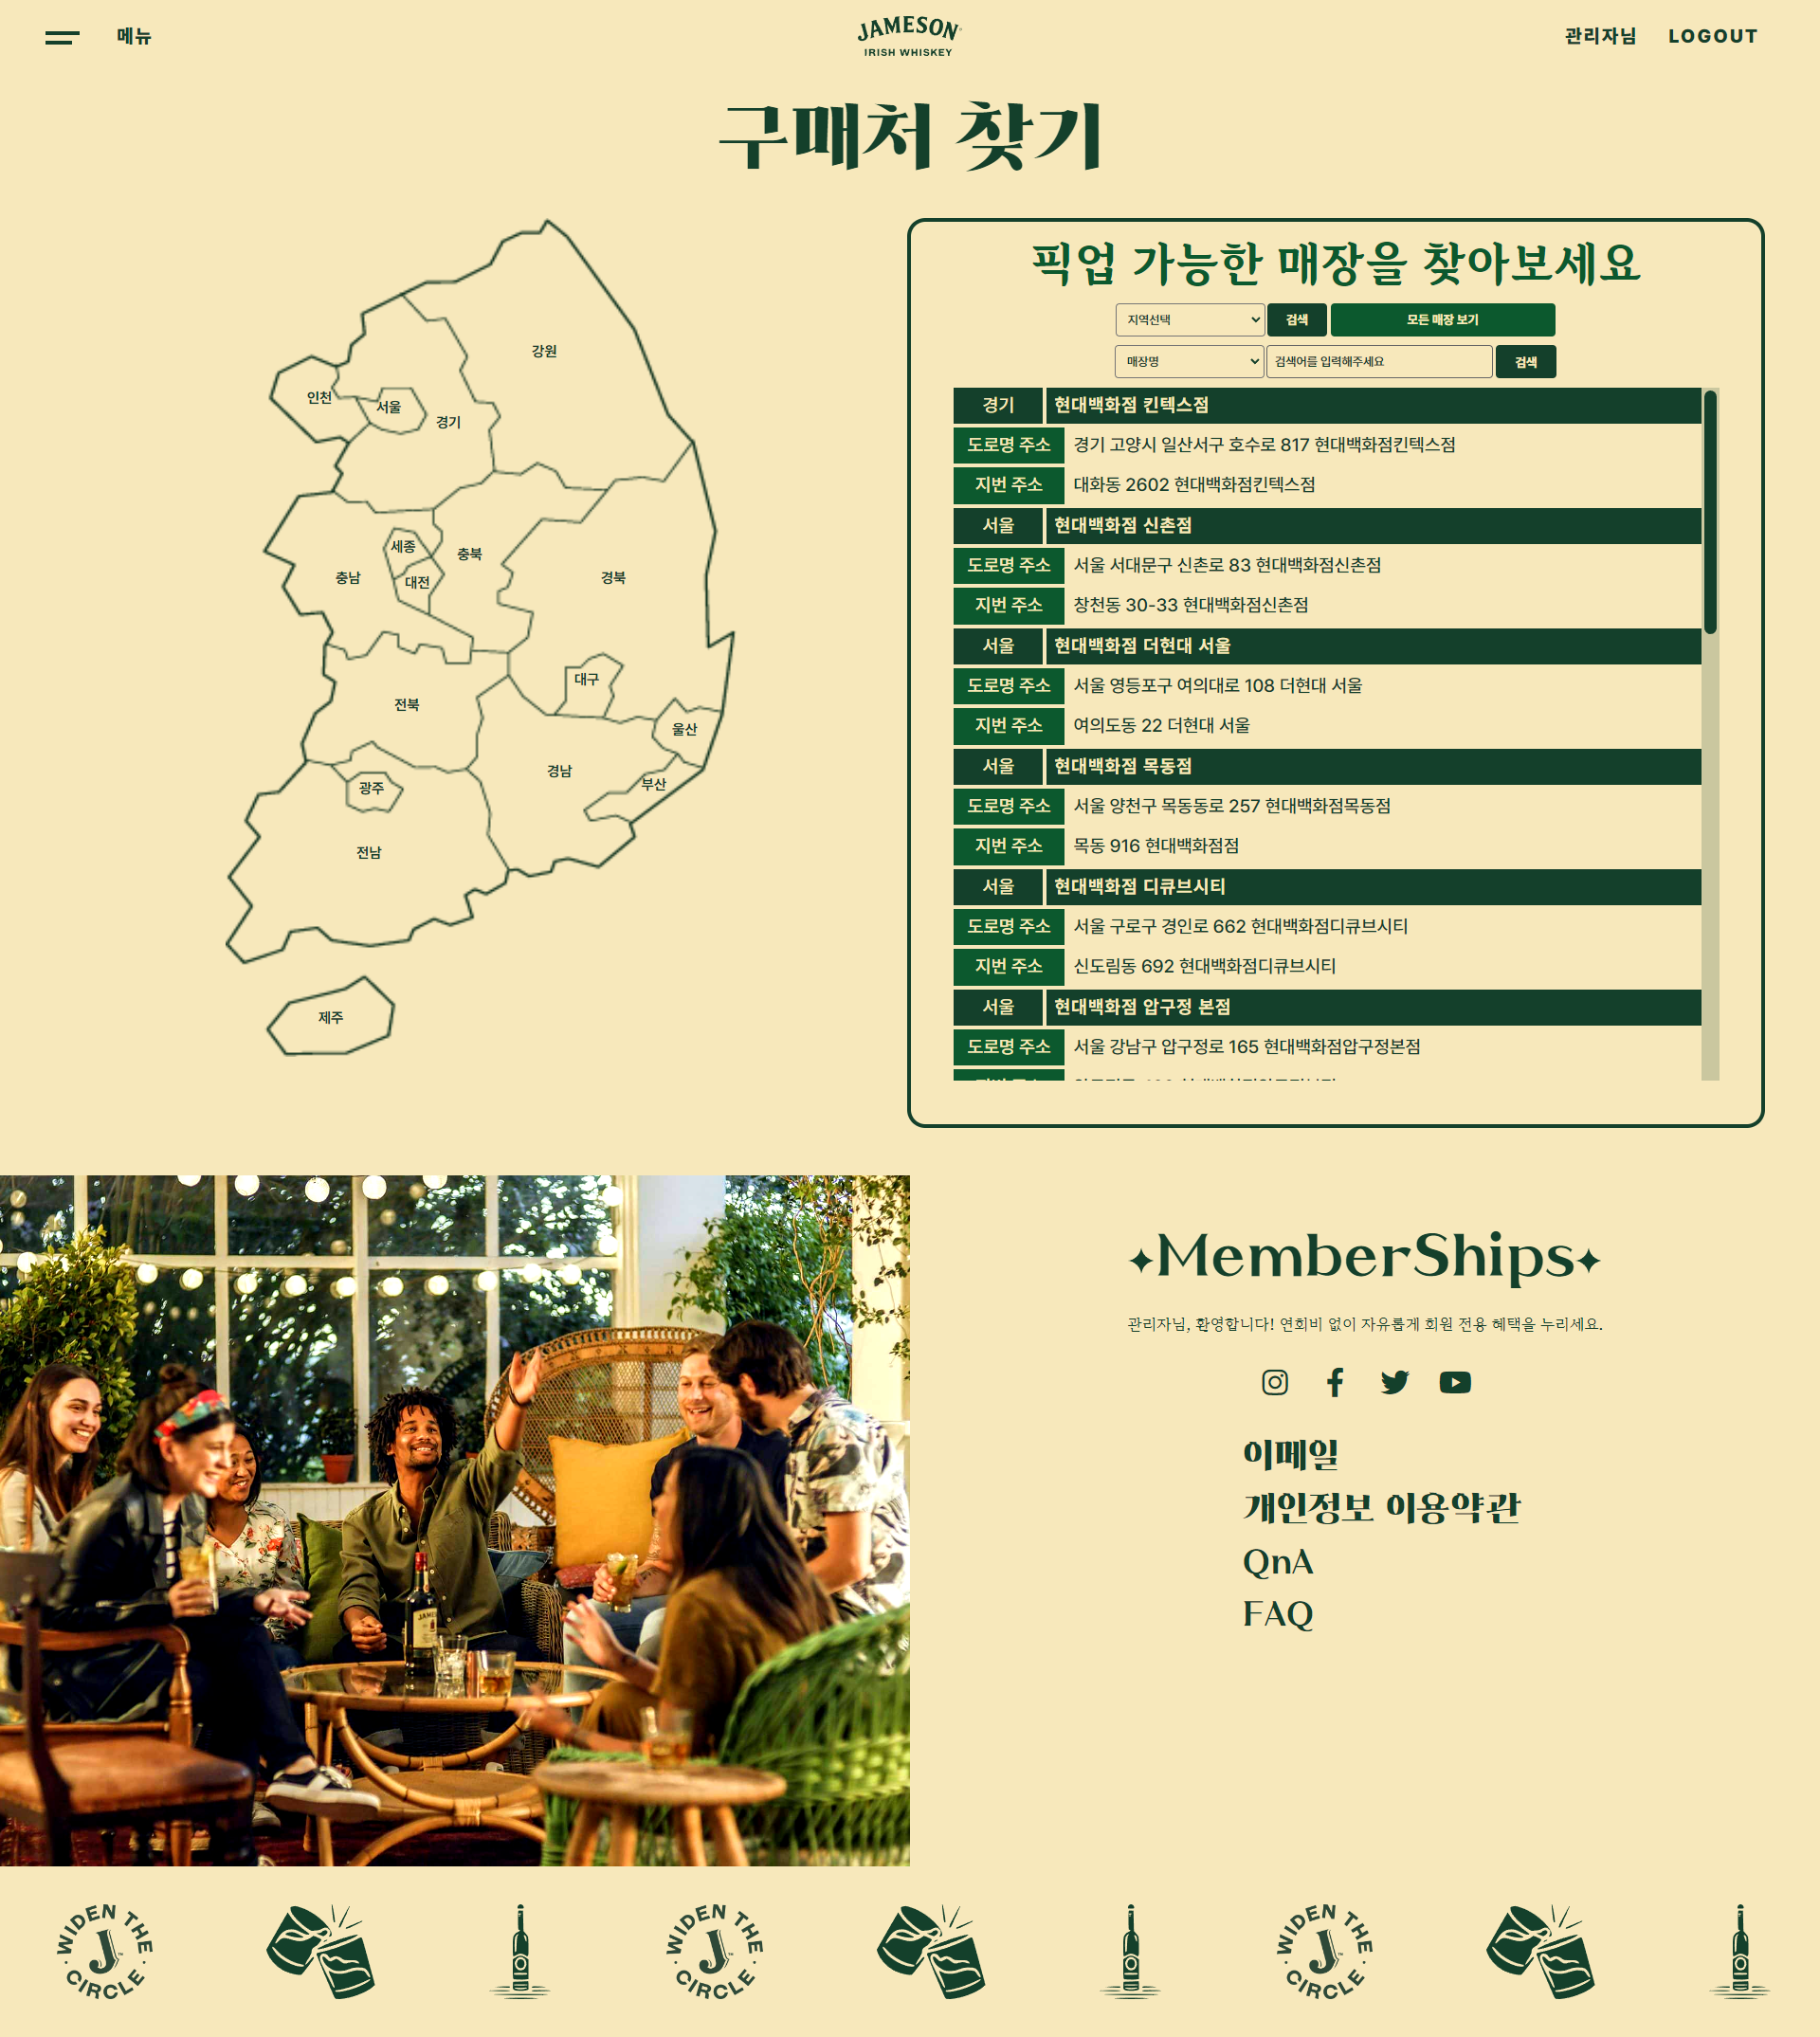 메뉴
JAMESON
IRISH WHISKEY
관리자님 LOGOUT
구매처 찾기
강원
인천
서울
경기
세종
충북
충남
대전
경북
대구
전북
울산
경남
부산
광주
전남
제주
픽업 가능한 매장을 찾아보세요
지역선택 검색 모든 매장 보기
매장명 검색어를 입력해주세요 검색
경기 현대백화점 킨텍스점
도로명 주소 경기 고양시 일산서구 호수로 817 현대백화점킨텍스점
지번 주소 대화동 2602 현대백화점킨텍스점
서울 현대백화점 신촌점
도로명 주소 서울 서대문구 신촌로 83 현대백화점신촌점
지번 주소 창천동 30-33 현대백화점신촌점
서울 현대백화점 더현대 서울
도로명 주소 서울 영등포구 여의대로 108 더현대 서울
지번 주소 여의도동 22 더현대 서울
서울 현대백화점 목동점
도로명 주소 서울 양천구 목동동로 257 현대백화점목동점
지번 주소 목동 916 현대백화점점
서울 현대백화점 디큐브시티
도로명 주소 서울 구로구 경인로 662 현대백화점디큐브시티
지번 주소 신도림동 692 현대백화점디큐브시티
서울 현대백화점 압구정 본점
도로명 주소 서울 강남구 압구정로 165 현대백화점압구정본점
MemberShips
관리자님, 환영합니다! 연회비 없이 자유롭게 회원 전용 혜택을 누리세요.
이메일
개인정보 이용약관
QnA
FAQ
JAMESON
WIDEN THE
J
CIRCLE
WIDEN THE
J
CIRCLE
WIDEN THE
J
CIRCLE